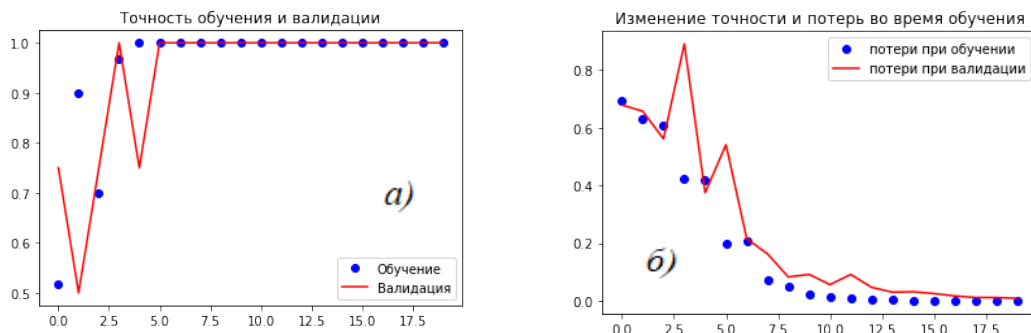 Точность обучения и валидации
1.0
0.9
0.8
0.7
0.6
0.5
0.0 2.5 5.0 7.5 10.0 12.5 15.0 17.5
а)
Обучение
Валидация
Изменение точности и потерь во время обучения
0.8
0.6
0.4
0.2
0.0
0.0 2.5 5.0 7.5 10.0 12.5 15.0 17.5
потери при обучении
потери при валидации
б)